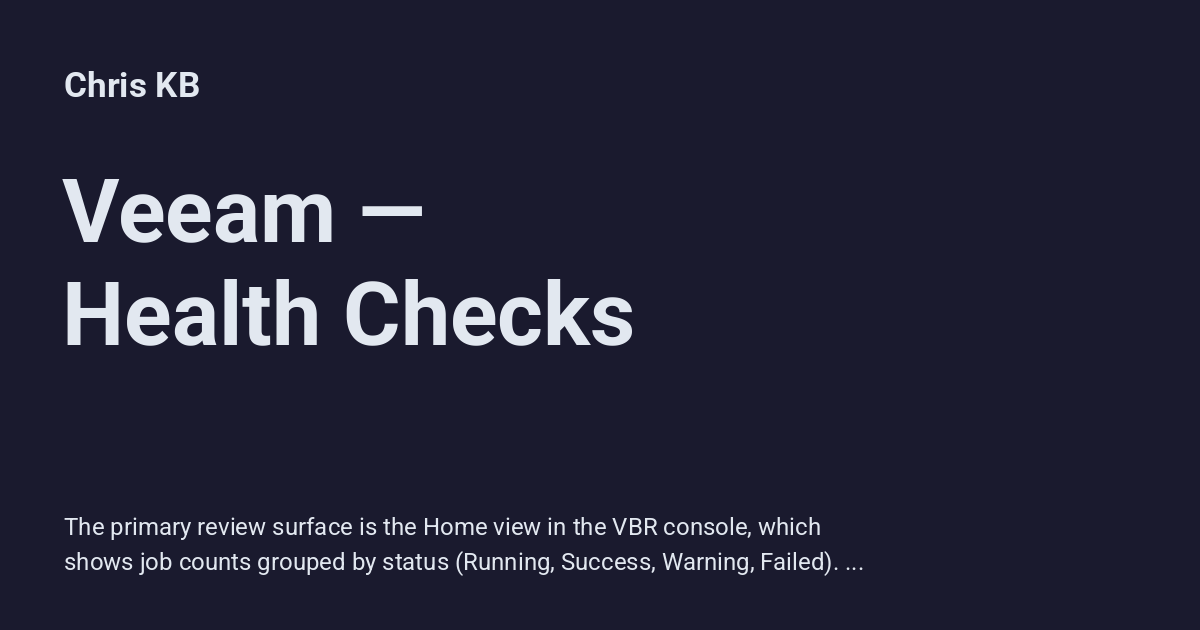 Chris KB
Veeam —
Health Checks
The primary review surface is the Home view in the VBR console, which
shows job counts grouped by status (Running, Success, Warning, Failed). ...